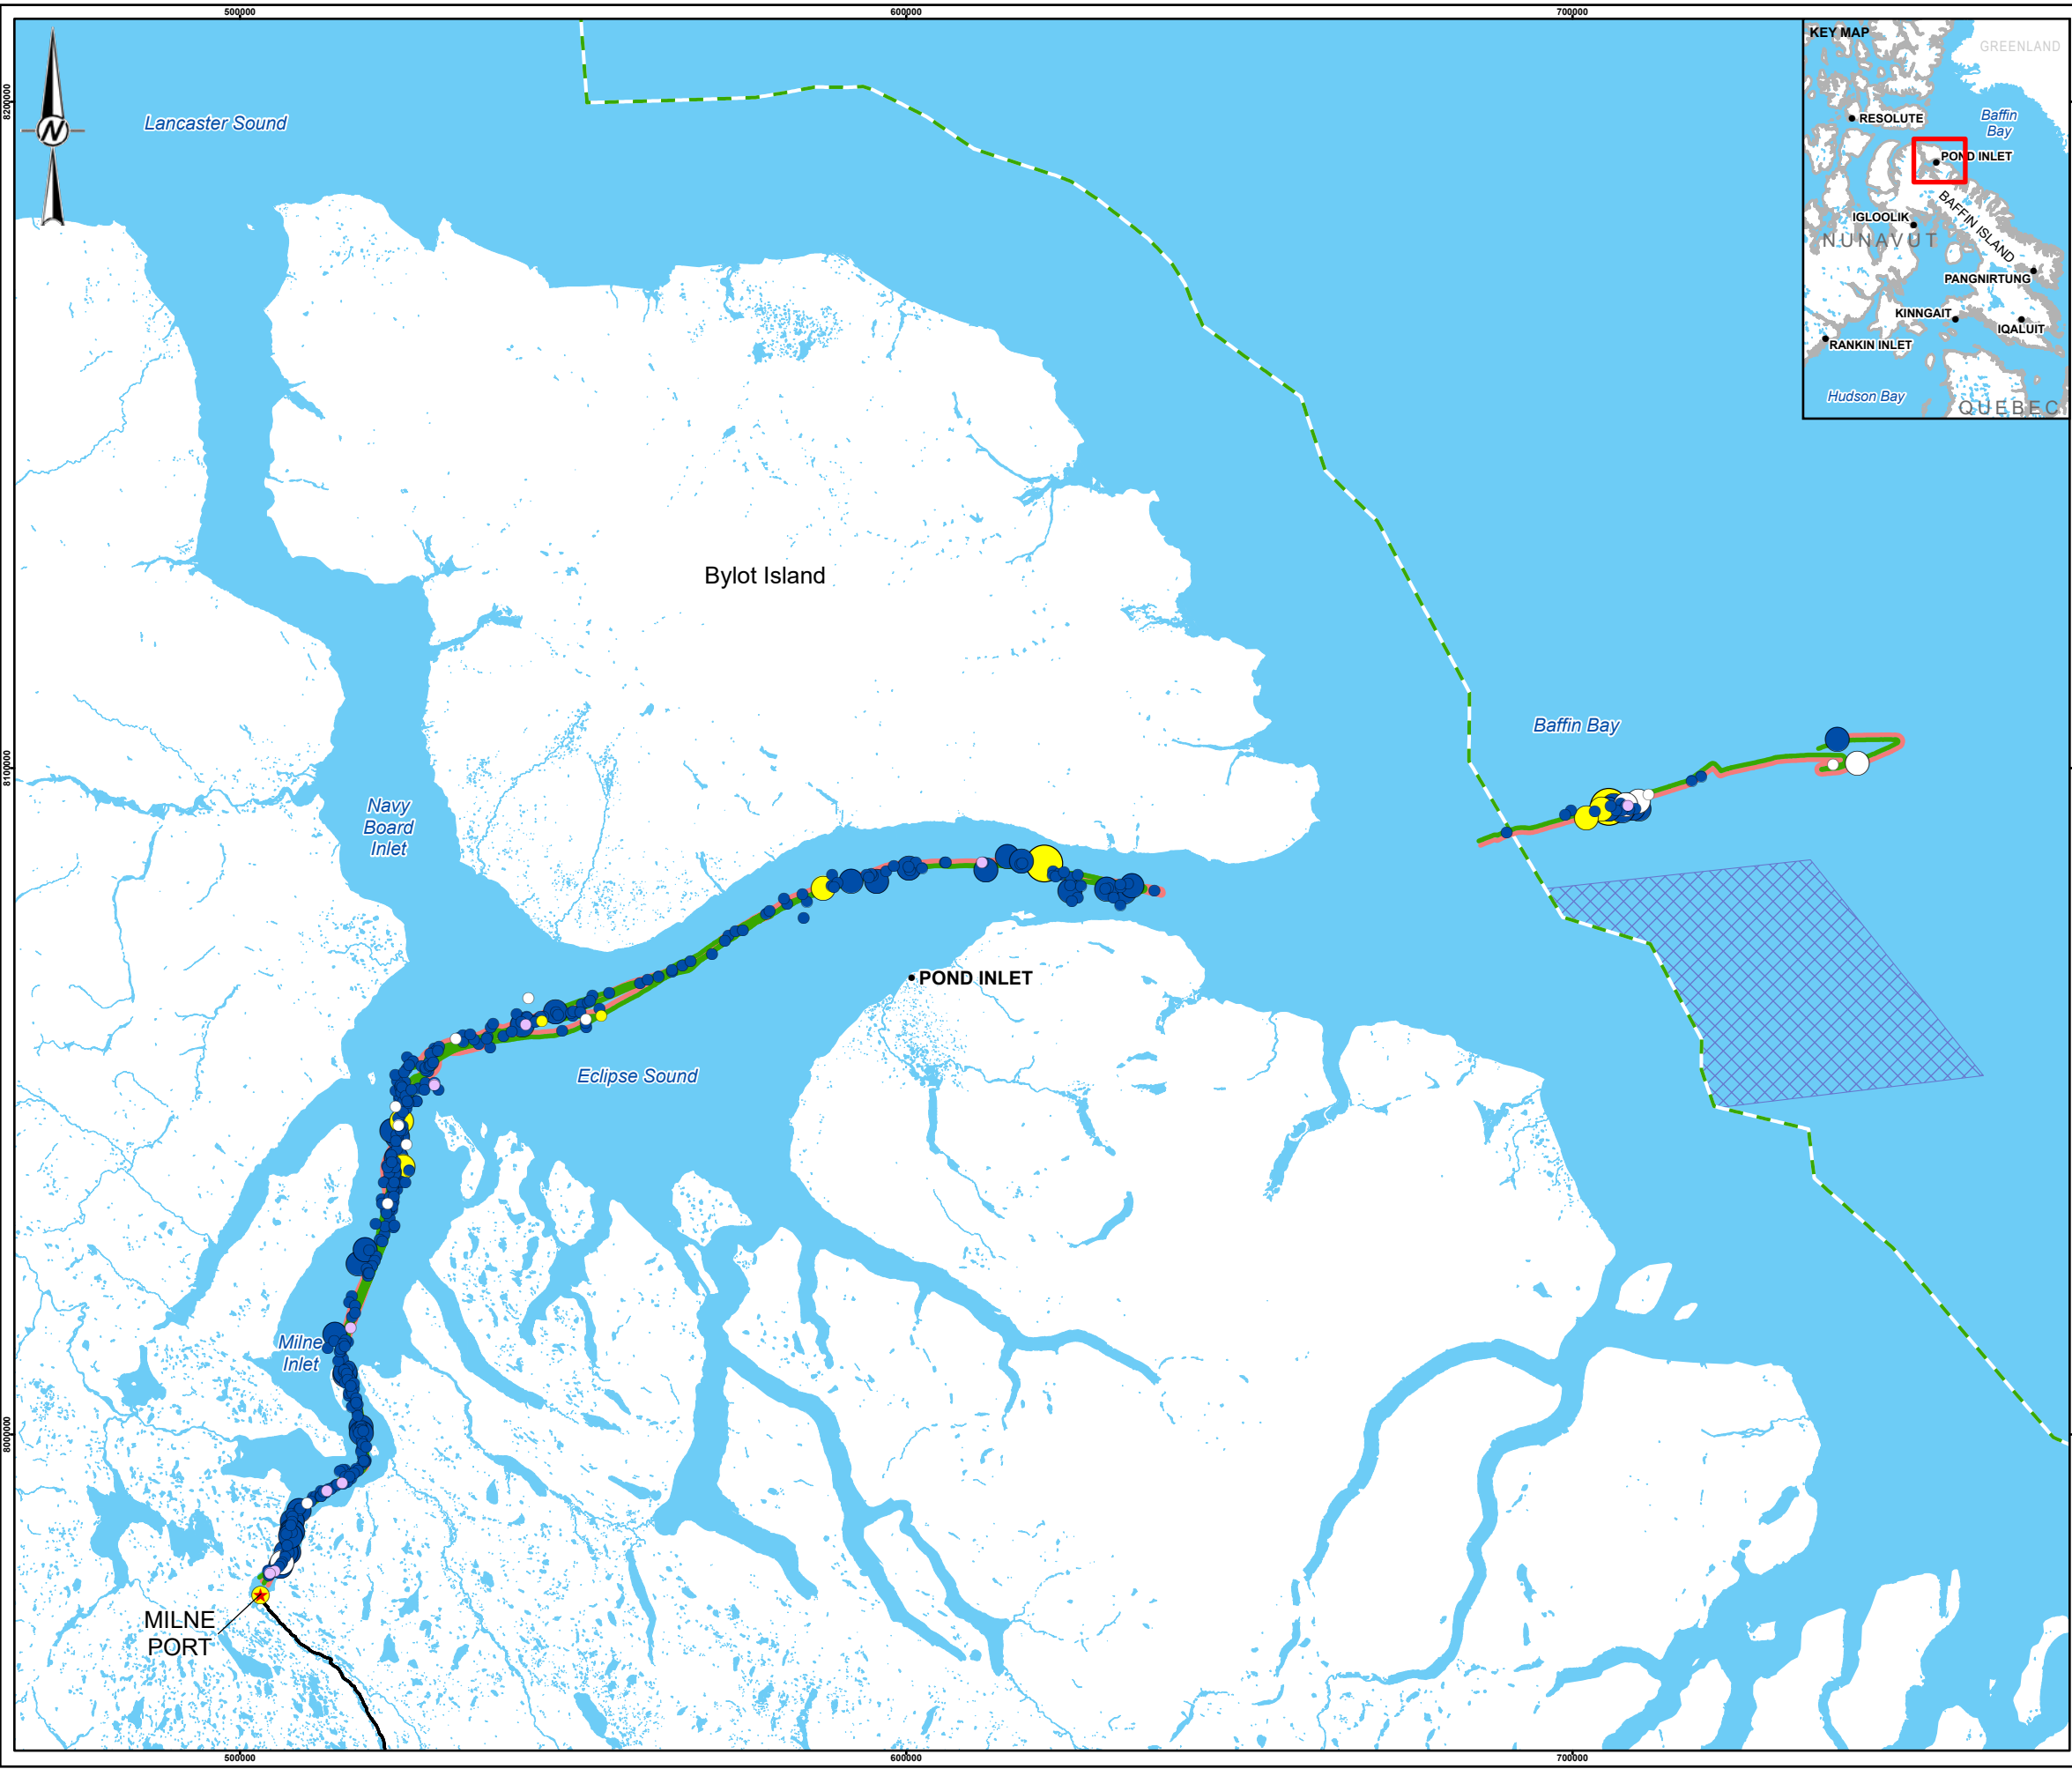 500000
600000
700000
KEY MAP
GREENLAND
Baffin
Bay
RESOLUTE
POND INLET
IGLOOLIK
BAFFIN ISLAND
NUNAVUT
PANGNIRTUNG
KINNGAIT
IQALUIT
RANKIN INLET
Hudson Bay
QUEBEC
N
8200000
Lancaster Sound
Bylot Island
Baffin Bay
8100000
Navy
Board
Inlet
POND INLET
Eclipse Sound
Milne
Inlet
8000000
MILNE
PORT
500000
600000
700000